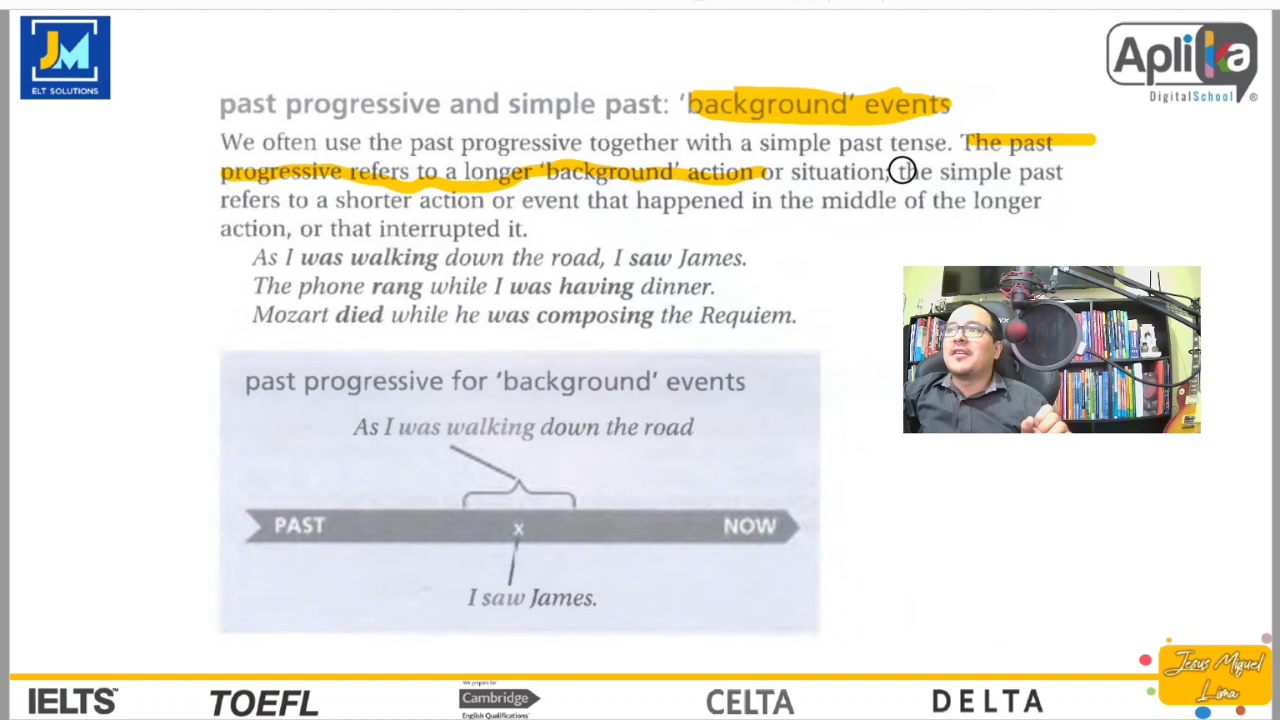 JM
ELT SOLUTIONS
Aplika
DigitalSchool
past progressive and simple past: 'background' events
We often use the past progressive together with a simple past tense. The past
progressive refers to a longer 'background' action or situation; the simple past
refers to a shorter action or event that happened in the middle of the longer
action, or that interrupted it.
As I was walking down the road, I saw James.
The phone rang while I was having dinner.
Mozart died while he was composing the Requiem.
past progressive for 'background' events
As I was walking down the road
PAST x NOW
I saw James.
Jesus Miguel
Lima
IELTS™ TOEFL
We prepare for
Cambridge
English Qualifications
CELTA DELTA